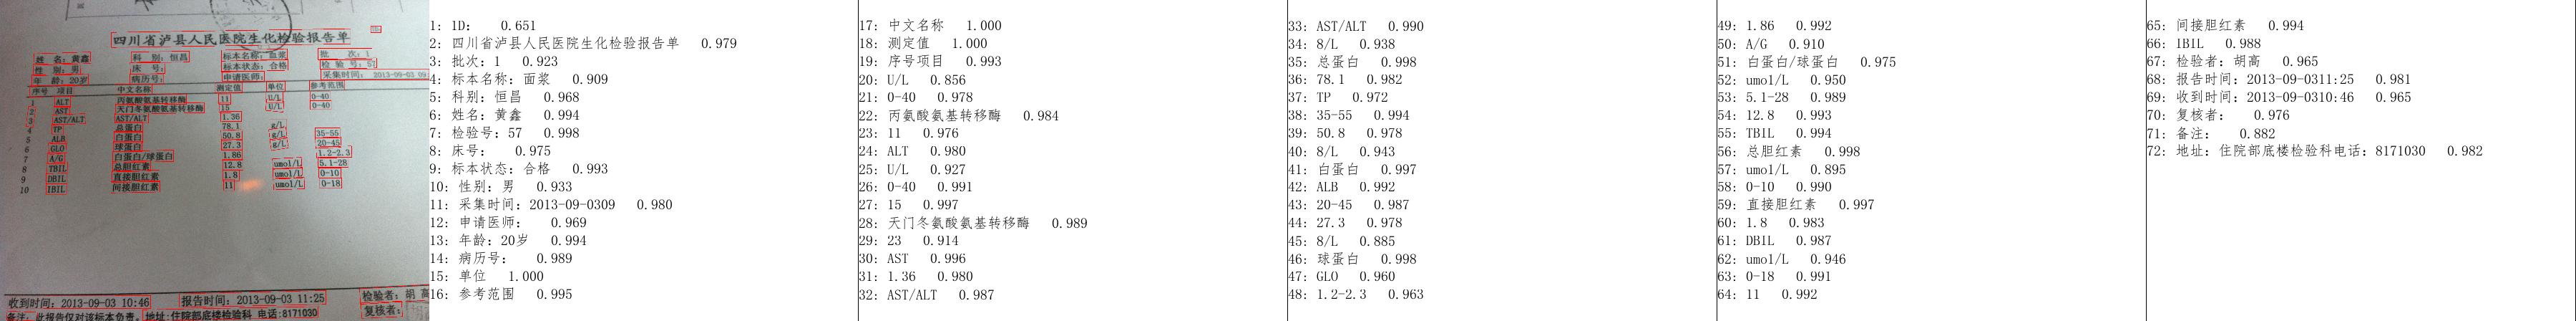 四川省泸县人民医院生化检验报告单
姓 名：黄鑫 科 别：恒昌 标本名称：血浆 批 次：1
性 别：男 床 号： 标本状态：合格 检 验 号：57
年 龄：20岁 病历号： 申请医师： 采集时间：2013-09-03 09
序号 项目 中文名称 测定值 单位 参考范围
1 ALT 丙氨酸氨基转移酶 11 U/L 0-40
2 AST 天门冬氨酸氨基转移酶 15 U/L 0-40
3 AST/ALT AST/ALT 1.36
4 TP 总蛋白 78.1 g/L
5 ALB 白蛋白 50.8 g/L 35-55
6 GLO 球蛋白 27.3 g/L 20-45
7 A/G 白蛋白/球蛋白 1.86 1.2-2.3
8 TBIL 总胆红素 12.8 umol/L 5.1-28
9 DBIL 直接胆红素 1.8 umol/L 0-10
10 IBIL 间接胆红素 11 umol/L 0-18
收到时间：2013-09-03 10:46 报告时间：2013-09-03 11:25 检验者：胡 高
备注：此报告仅对该标本负责。地址：住院部底楼检验科 电话：8171030 复核者：
1: ID： 0.651
2: 四川省泸县人民医院生化检验报告单 0.979
3: 批次：1 0.923
4: 标本名称：面浆 0.909
5: 科别：恒昌 0.968
6: 姓名：黄鑫 0.994
7: 检验号：57 0.998
8: 床号： 0.975
9: 标本状态：合格 0.993
10: 性别：男 0.933
11: 采集时间：2013-09-0309 0.980
12: 申请医师： 0.969
13: 年龄：20岁 0.994
14: 病历号： 0.989
15: 单位 1.000
16: 参考范围 0.995
17: 中文名称 1.000
18: 测定值 1.000
19: 序号项目 0.993
20: U/L 0.856
21: 0-40 0.978
22: 丙氨酸氨基转移酶 0.984
23: 11 0.976
24: ALT 0.980
25: U/L 0.927
26: 0-40 0.991
27: 15 0.997
28: 天门冬氨酸氨基转移酶 0.989
29: 23 0.914
30: AST 0.996
31: 1.36 0.980
32: AST/ALT 0.987
33: AST/ALT 0.990
34: 8/L 0.938
35: 总蛋白 0.998
36: 78.1 0.982
37: TP 0.972
38: 35-55 0.994
39: 50.8 0.978
40: 8/L 0.943
41: 白蛋白 0.997
42: ALB 0.992
43: 20-45 0.987
44: 27.3 0.978
45: 8/L 0.885
46: 球蛋白 0.998
47: GLO 0.960
48: 1.2-2.3 0.963
49: 1.86 0.992
50: A/G 0.910
51: 白蛋白/球蛋白 0.975
52: umol/L 0.950
53: 5.1-28 0.989
54: 12.8 0.993
55: TBIL 0.994
56: 总胆红素 0.998
57: umol/L 0.895
58: 0-10 0.990
59: 直接胆红素 0.997
60: 1.8 0.983
61: DBIL 0.987
62: umol/L 0.946
63: 0-18 0.991
64: 11 0.992
65: 间接胆红素 0.994
66: IBIL 0.988
67: 检验者：胡高 0.965
68: 报告时间：2013-09-0311:25 0.981
69: 收到时间：2013-09-0310:46 0.965
70: 复核者： 0.976
71: 备注： 0.882
72: 地址：住院部底楼检验科电话：8171030 0.982